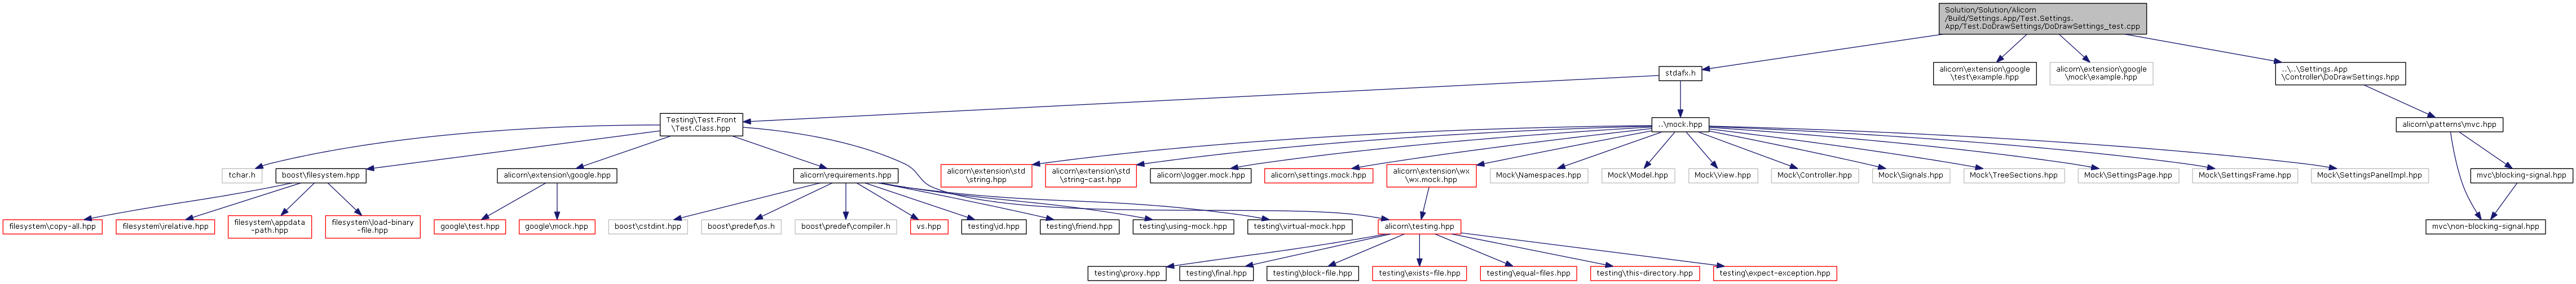 Solution/Solution/Alicorn
/Build/Settings.App/Test.Settings.
App/Test.DoDrawSettings/DoDrawSettings_test.cpp
stdafx.h
alicorn\extension\google
\test\example.hpp
alicorn\extension\google
\mock\example.hpp
..\..\Settings.App
\Controller\DoDrawSettings.hpp
Testing\Test.Front
\Test.Class.hpp
..\mock.hpp
alicorn\patterns\mvc.hpp
tchar.h
boost\filesystem.hpp
alicorn\extension\google.hpp
alicorn\requirements.hpp
alicorn\extension\std
\string.hpp
alicorn\extension\std
\string-cast.hpp
alicorn\logger.mock.hpp
alicorn\settings.mock.hpp
alicorn\extension\wx
\wx.mock.hpp
Mock\Namespaces.hpp
Mock\Model.hpp
Mock\View.hpp
Mock\Controller.hpp
Mock\Signals.hpp
Mock\TreeSections.hpp
Mock\SettingsPage.hpp
Mock\SettingsFrame.hpp
Mock\SettingsPanelImpl.hpp
mvc\blocking-signal.hpp
filesystem\copy-all.hpp
filesystem\irelative.hpp
filesystem\appdata
-path.hpp
filesystem\load-binary
-file.hpp
google\test.hpp
google\mock.hpp
boost\cstdint.hpp
boost\predef\os.h
boost\predef\compiler.h
vs.hpp
testing\id.hpp
testing\friend.hpp
testing\using-mock.hpp
testing\virtual-mock.hpp
alicorn\testing.hpp
mvc\non-blocking-signal.hpp
testing\proxy.hpp
testing\final.hpp
testing\block-file.hpp
testing\exists-file.hpp
testing\equal-files.hpp
testing\this-directory.hpp
testing\expect-exception.hpp